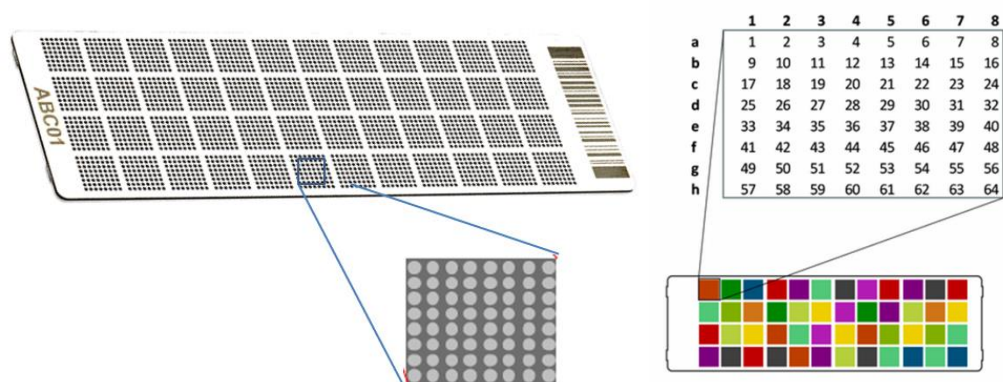 ABC01
1 2 3 4 5 6 7 8
a 1 2 3 4 5 6 7 8
b 9 10 11 12 13 14 15 16
c 17 18 19 20 21 22 23 24
d 25 26 27 28 29 30 31 32
e 33 34 35 36 37 38 39 40
f 41 42 43 44 45 46 47 48
g 49 50 51 52 53 54 55 56
h 57 58 59 60 61 62 63 64